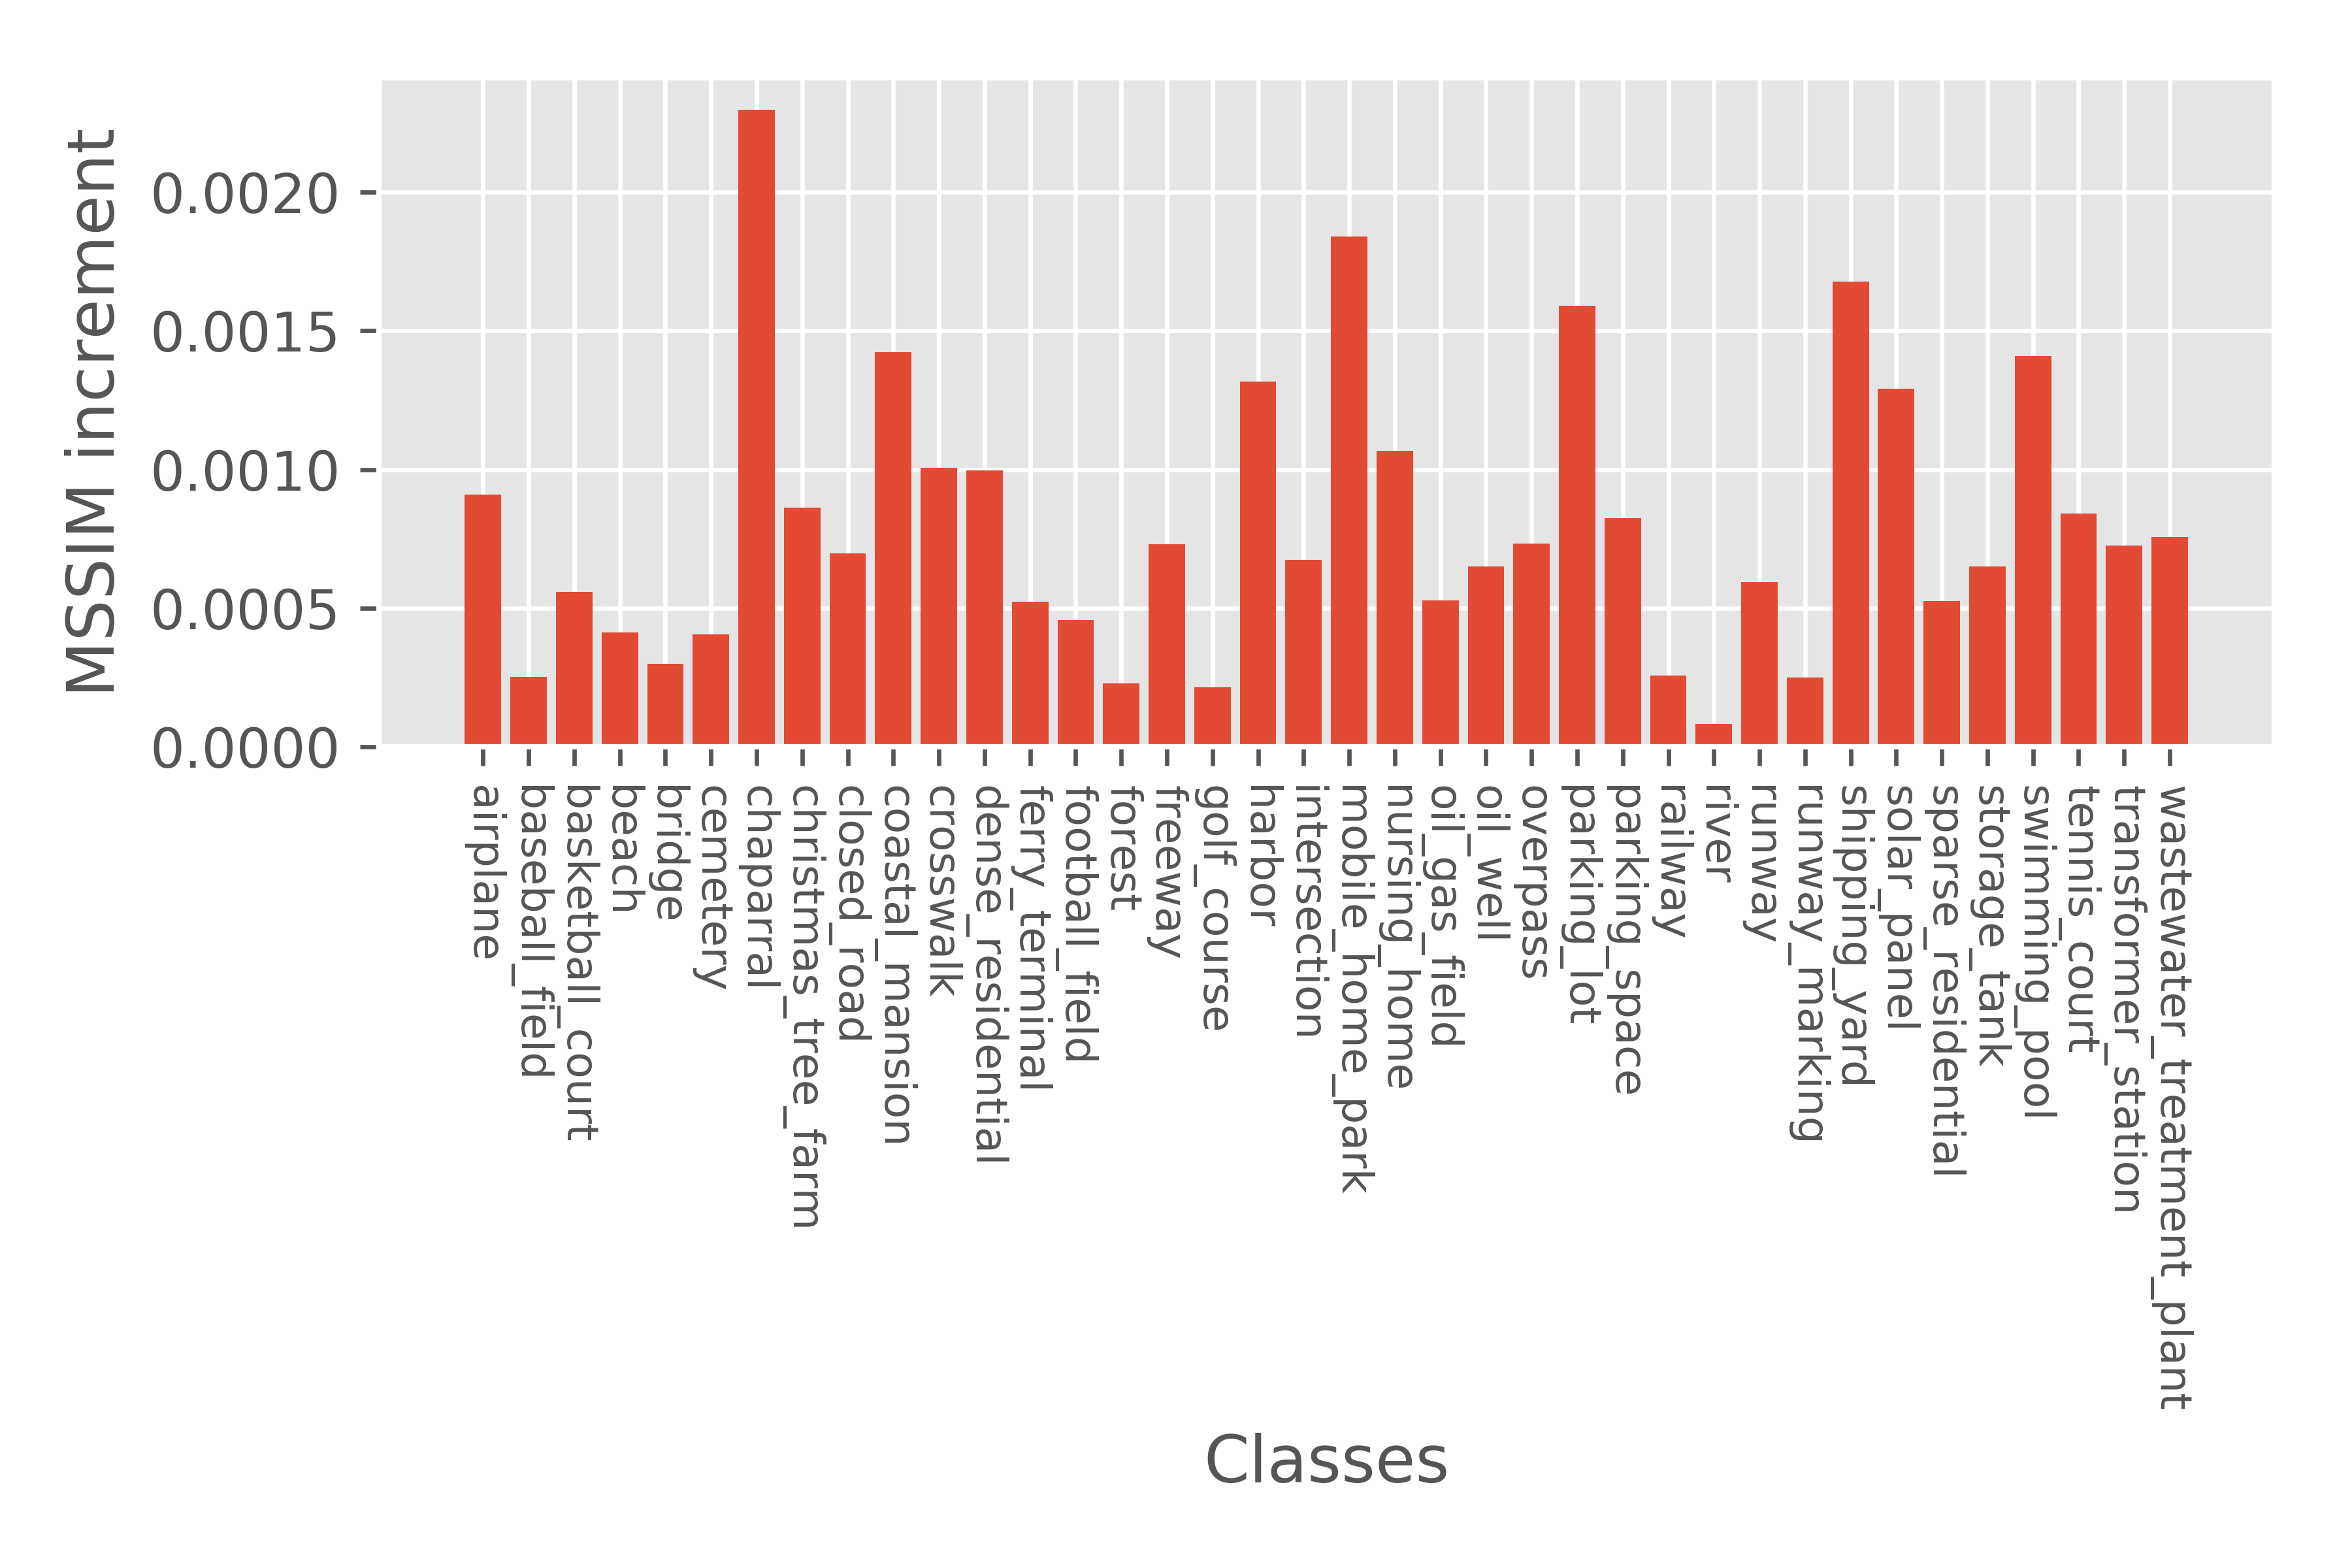 MSSIM increment
0.0020
0.0015
0.0010
0.0005
0.0000
airplane
baseball_field
basketball_court
beach
bridge
cemetery
chaparral
christmas_tree_farm
closed_road
coastal_mansion
crosswalk
dense_residential
ferry_terminal
football_field
forest
freeway
golf_course
harbor
intersection
mobile_home_park
nursing_home
oil_gas_field
oil_well
overpass
parking_lot
parking_space
railway
river
runway
runway_marking
shipping_yard
solar_panel
sparse_residential
storage_tank
swimming_pool
tennis_court
transformer_station
wastewater_treatment_plant
Classes